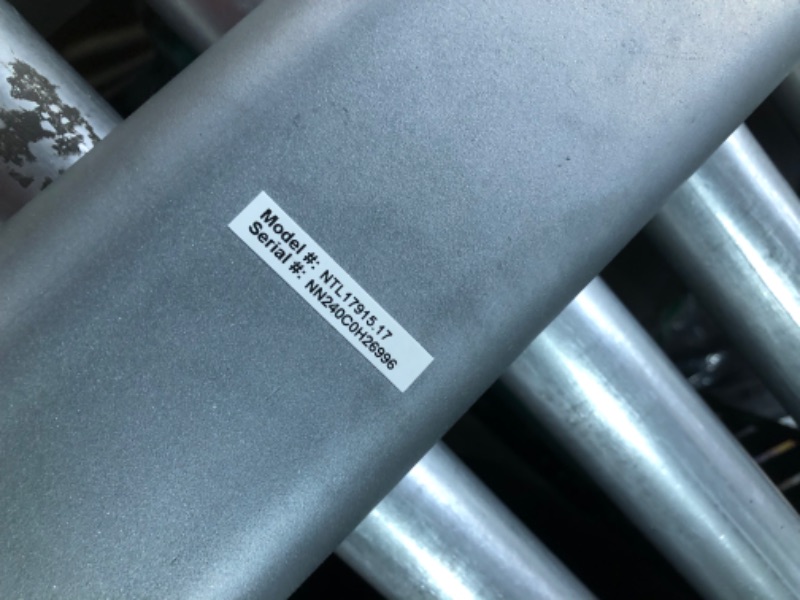 Model #: NTL17915.17
Serial #: NN240C0H26996